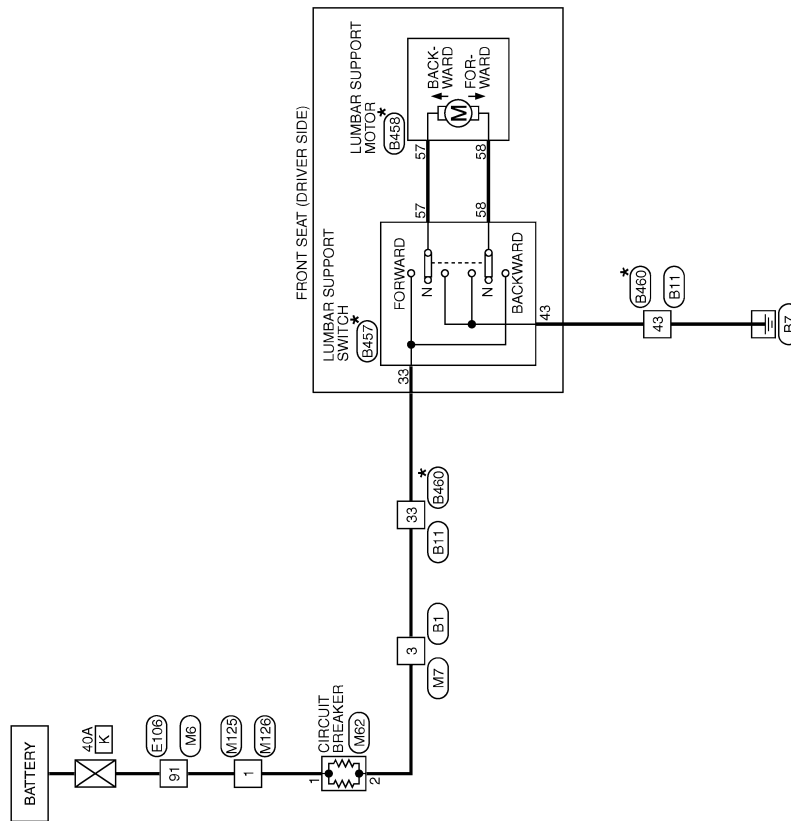 BATTERY
40A
K
E106
91
M6
M125
1
M126
CIRCUIT
BREAKER
M62
1
2
3
M7
B1
33
B11
B460
*
FRONT SEAT (DRIVER SIDE)
LUMBAR SUPPORT
SWITCH
*
B457
33
FORWARD
N
N
BACKWARD
43
57
58
57
58
LUMBAR SUPPORT
MOTOR
*
B458
BACK-
WARD
FOR-
WARD
M
*
B460
43
B11
B7